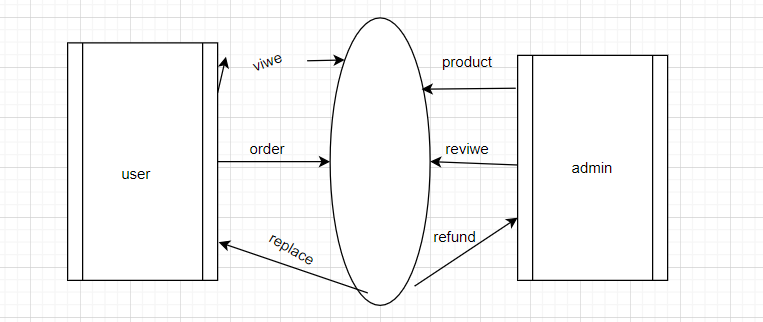 viwe
product
order
reviwe
user
admin
replace
refund